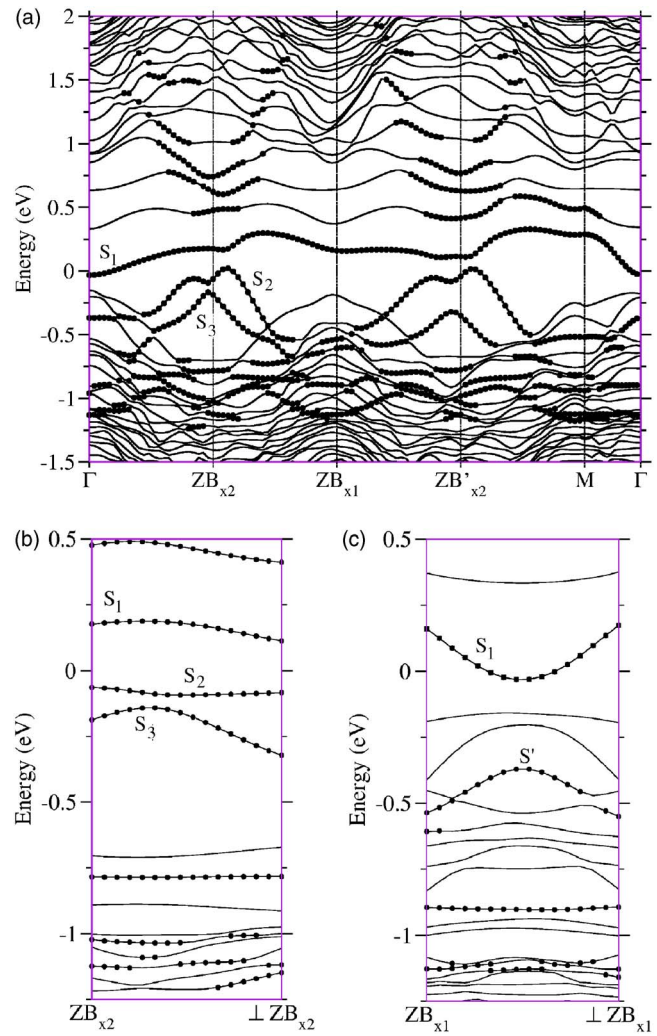 (a)
2
1.5
1
0.5
0
-0.5
-1
-1.5
Energy (eV)
S1
S2
S3
Γ
ZBx2
ZBx1
ZB'x2
M
Γ
(b)
0.5
0
-0.5
-1
Energy (eV)
S1
S2
S3
ZBx2
⊥ ZBx2
(c)
0.5
0
-0.5
-1
Energy (eV)
S1
S'
ZBx1
⊥ ZBx1